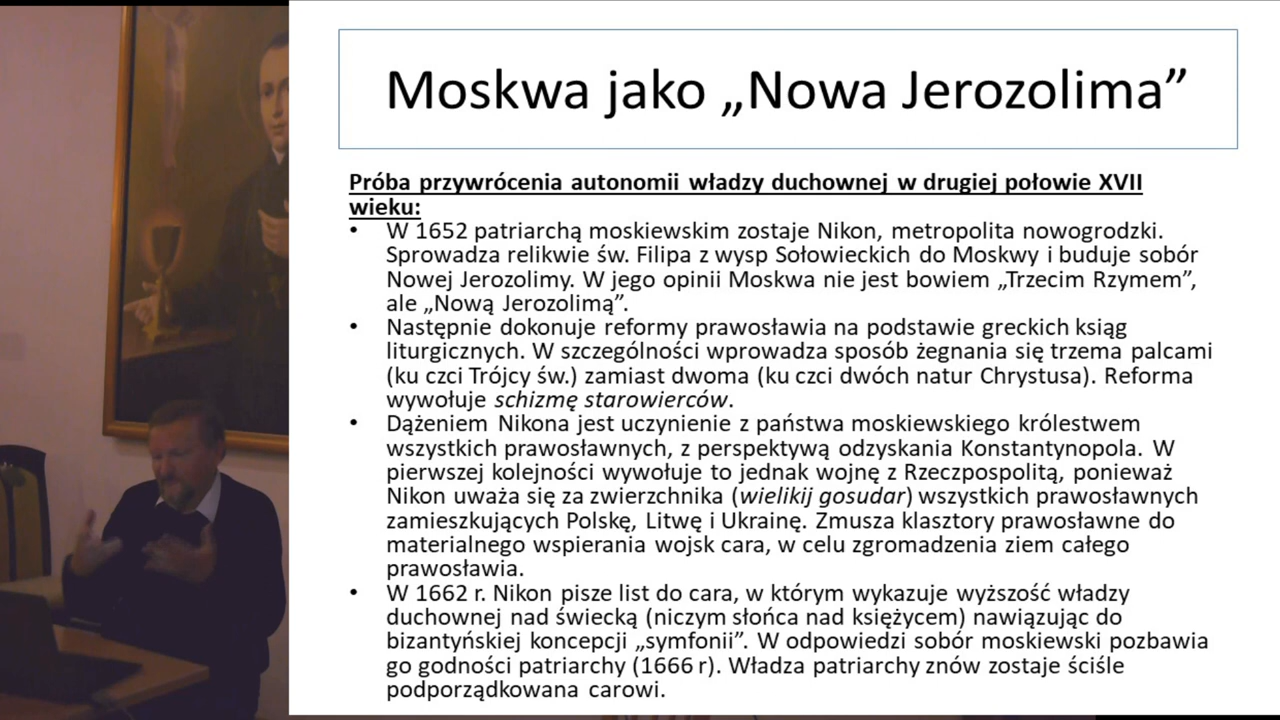 Moskwa jako „Nowa Jerozolima”
Próba przywrócenia autonomii władzy duchownej w drugiej połowie XVII
wieku:
• W 1652 patriarchą moskiewskim zostaje Nikon, metropolita nowogrodzki.
Sprowadza relikwie św. Filipa z wysp Sołowieckich do Moskwy i buduje sobór
Nowej Jerozolimy. W jego opinii Moskwa nie jest bowiem „Trzecim Rzymem”,
ale „Nową Jerozolimą”.
• Następnie dokonuje reformy prawosławia na podstawie greckich ksiąg
liturgicznych. W szczególności wprowadza sposób żegnania się trzema palcami
(ku czci Trójcy św.) zamiast dwoma (ku czci dwóch natur Chrystusa). Reforma
wywołuje schizmę starowierców.
• Dążeniem Nikona jest uczynienie z państwa moskiewskiego królestwem
wszystkich prawosławnych, z perspektywą odzyskania Konstantynopola. W
pierwszej kolejności wywołuje to jednak wojnę z Rzeczpospolitą, ponieważ
Nikon uważa się za zwierzchnika (wielikij gosudar) wszystkich prawosławnych
zamieszkujących Polskę, Litwę i Ukrainę. Zmusza klasztory prawosławne do
materialnego wspierania wojsk cara, w celu zgromadzenia ziem całego
prawosławia.
• W 1662 r. Nikon pisze list do cara, w którym wykazuje wyższość władzy
duchownej nad świecką (niczym słońca nad księżycem) nawiązując do
bizantyńskiej koncepcji „symfonii”. W odpowiedzi sobór moskiewski pozbawia
go godności patriarchy (1666 r). Władza patriarchy znów zostaje ściśle
podporządkowana carowi.